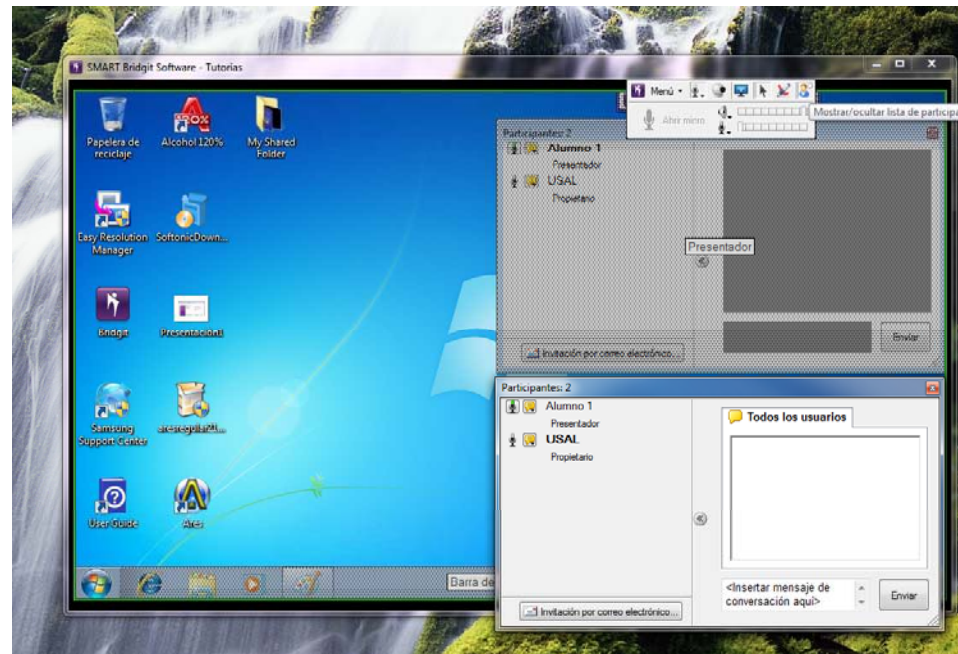 SMART Bridgit Software - Tutorias
Menú
Abrir micro
Mostrar/ocultar lista de participa
Papelera de
reciclaje
Alcohol 120%
My Shared
Folder
Participantes: 2
Alumno 1
Presentador
USAL
Propietario
Presentador
Enviar
Invitación por correo electrónico...
Easy Resolution
Manager
SoftonicDown...
Bridgit
Presentacion1
Samsung
Support Center
aresregular21...
User Guide
Ares
Barra de
Participantes: 2
Alumno 1
Presentador
USAL
Propietario
Todos los usuarios
<Insertar mensaje de
conversación aquí>
Enviar
Invitación por correo electrónico...